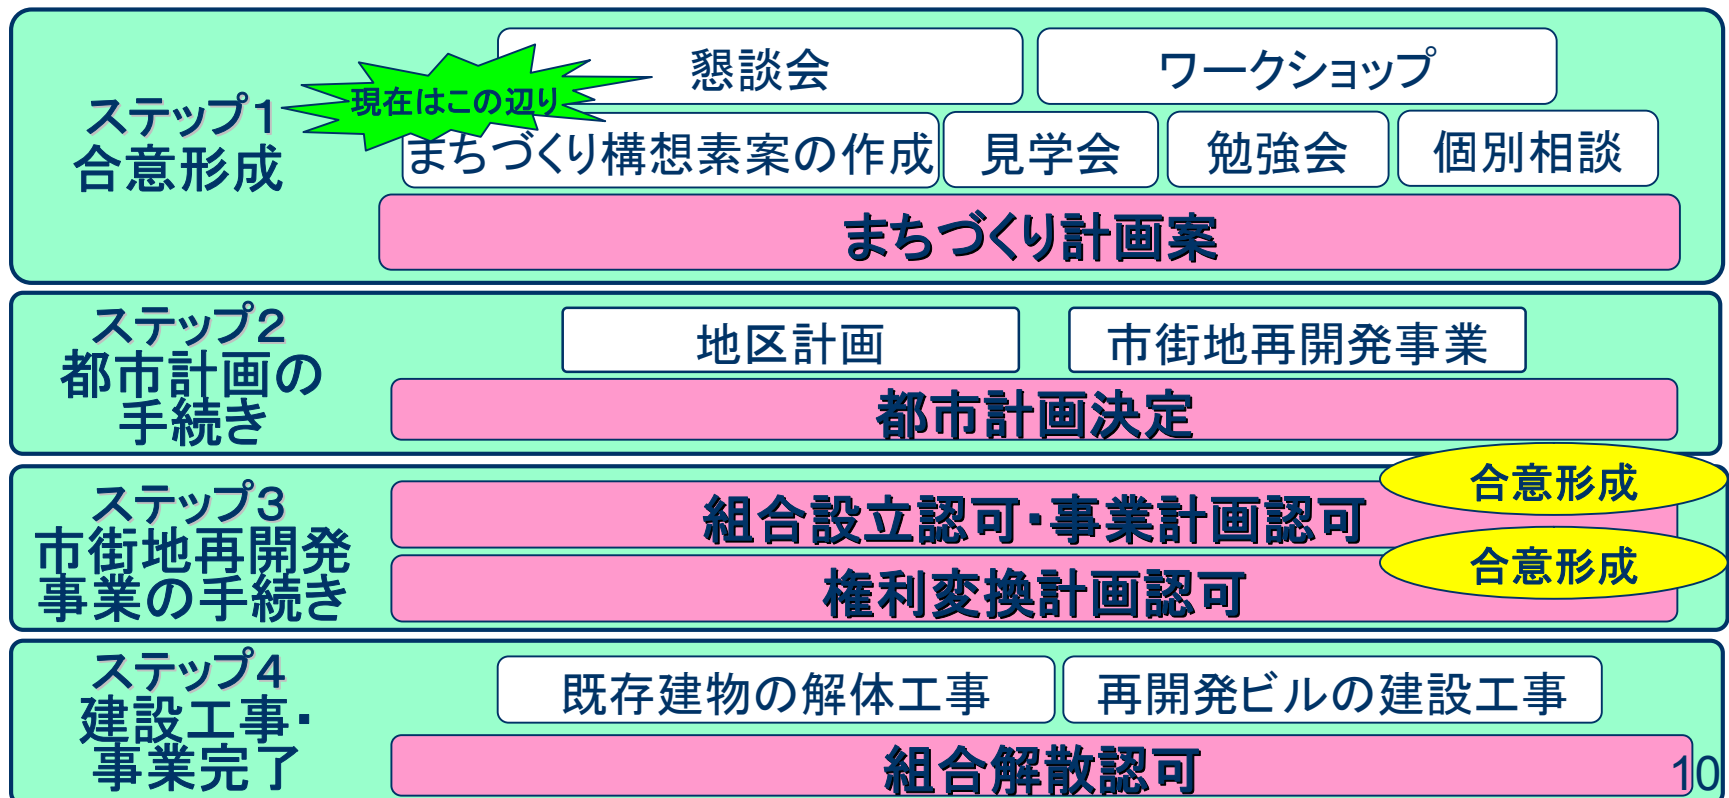 ステップ1
合意形成
現在はこの辺り
懇談会
ワークショップ
まちづくり構想素案の作成
見学会
勉強会
個別相談
まちづくり計画案
ステップ2
都市計画の
手続き
地区計画
市街地再開発事業
都市計画決定
ステップ3
市街地再開発
事業の手続き
組合設立認可・事業計画認可
合意形成
権利変換計画認可
合意形成
ステップ4
建設工事・
事業完了
既存建物の解体工事
再開発ビルの建設工事
組合解散認可
10